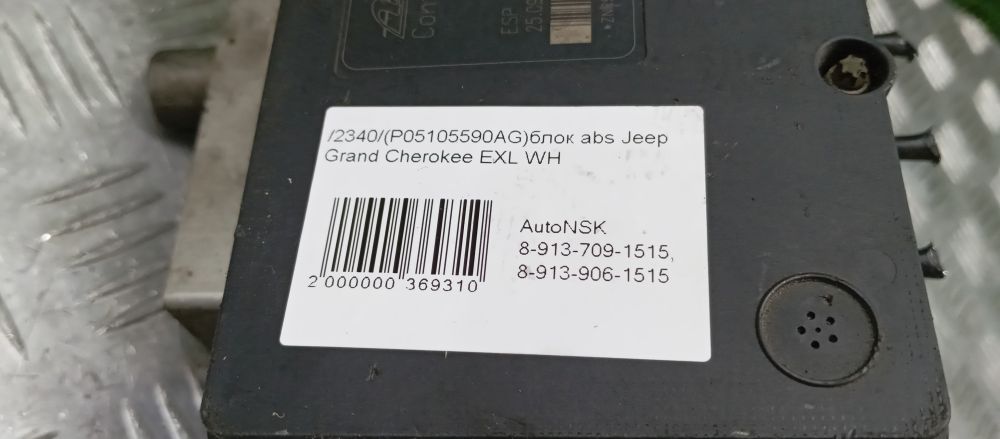 ESP
/2340/(P05105590AG)блок abs Jeep
Grand Cherokee EXL WH
AutoNSK
8-913-709-1515,
8-913-906-1515
2 000000 369310